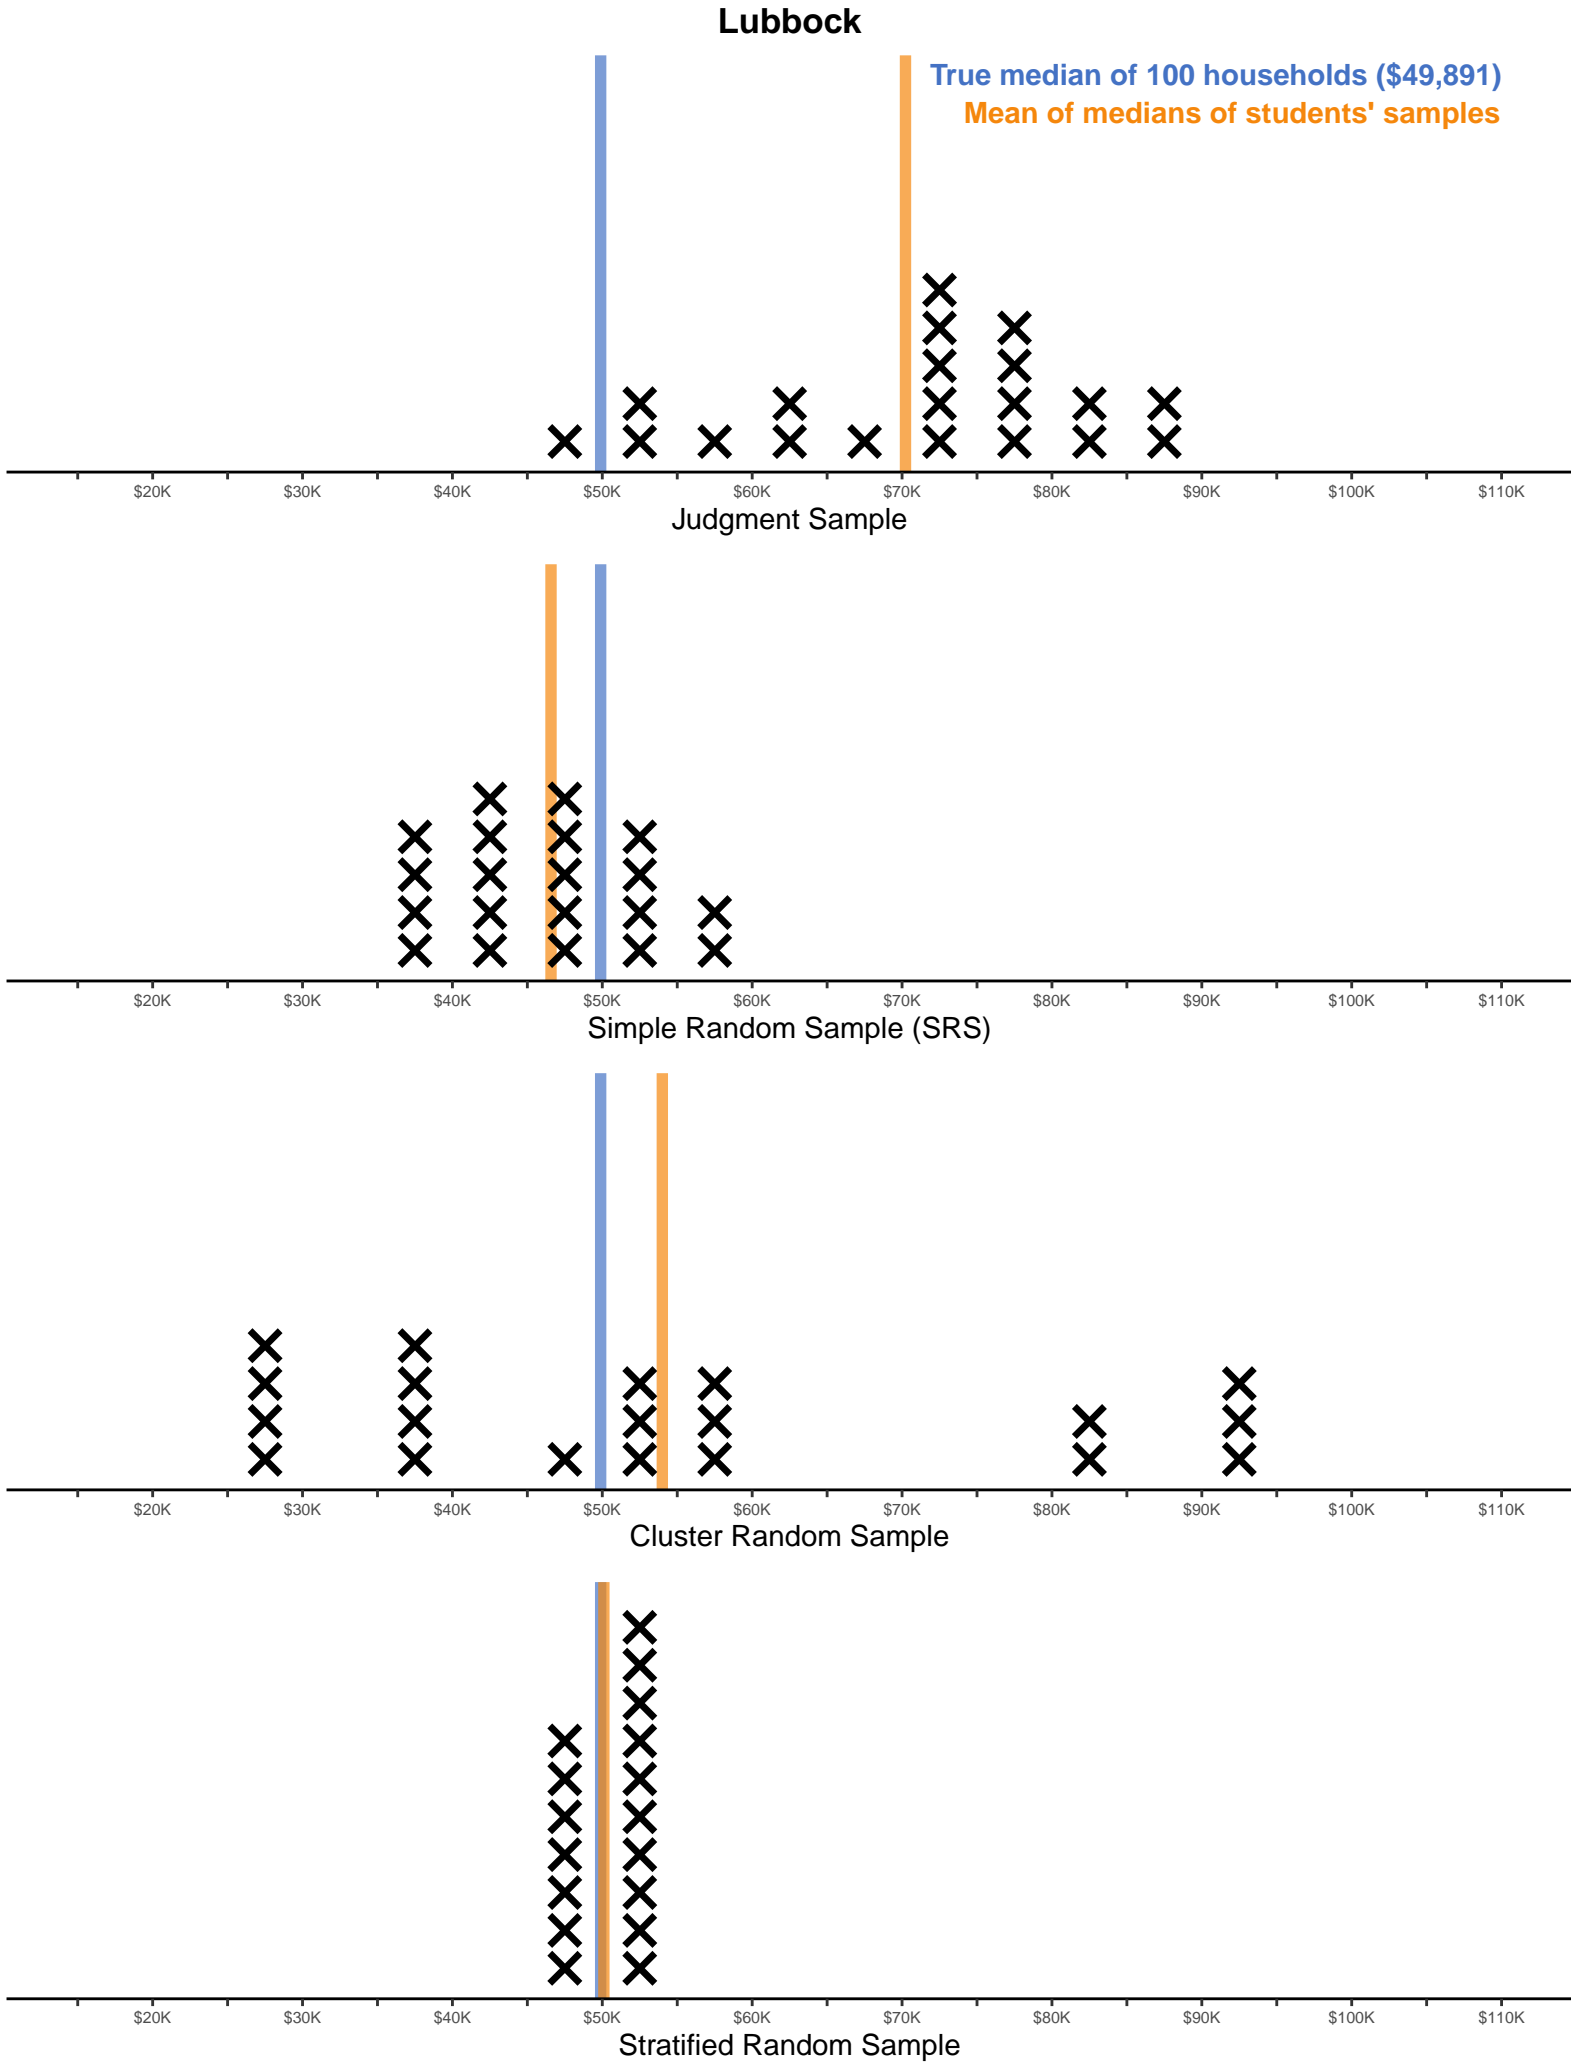 Lubbock
True median of 100 households ($49,891)
Mean of medians of students' samples
$20K $30K $40K $50K $60K $70K $80K $90K $100K $110K
Judgment Sample
$20K $30K $40K $50K $60K $70K $80K $90K $100K $110K
Simple Random Sample (SRS)
$20K $30K $40K $50K $60K $70K $80K $90K $100K $110K
Cluster Random Sample
$20K $30K $40K $50K $60K $70K $80K $90K $100K $110K
Stratified Random Sample